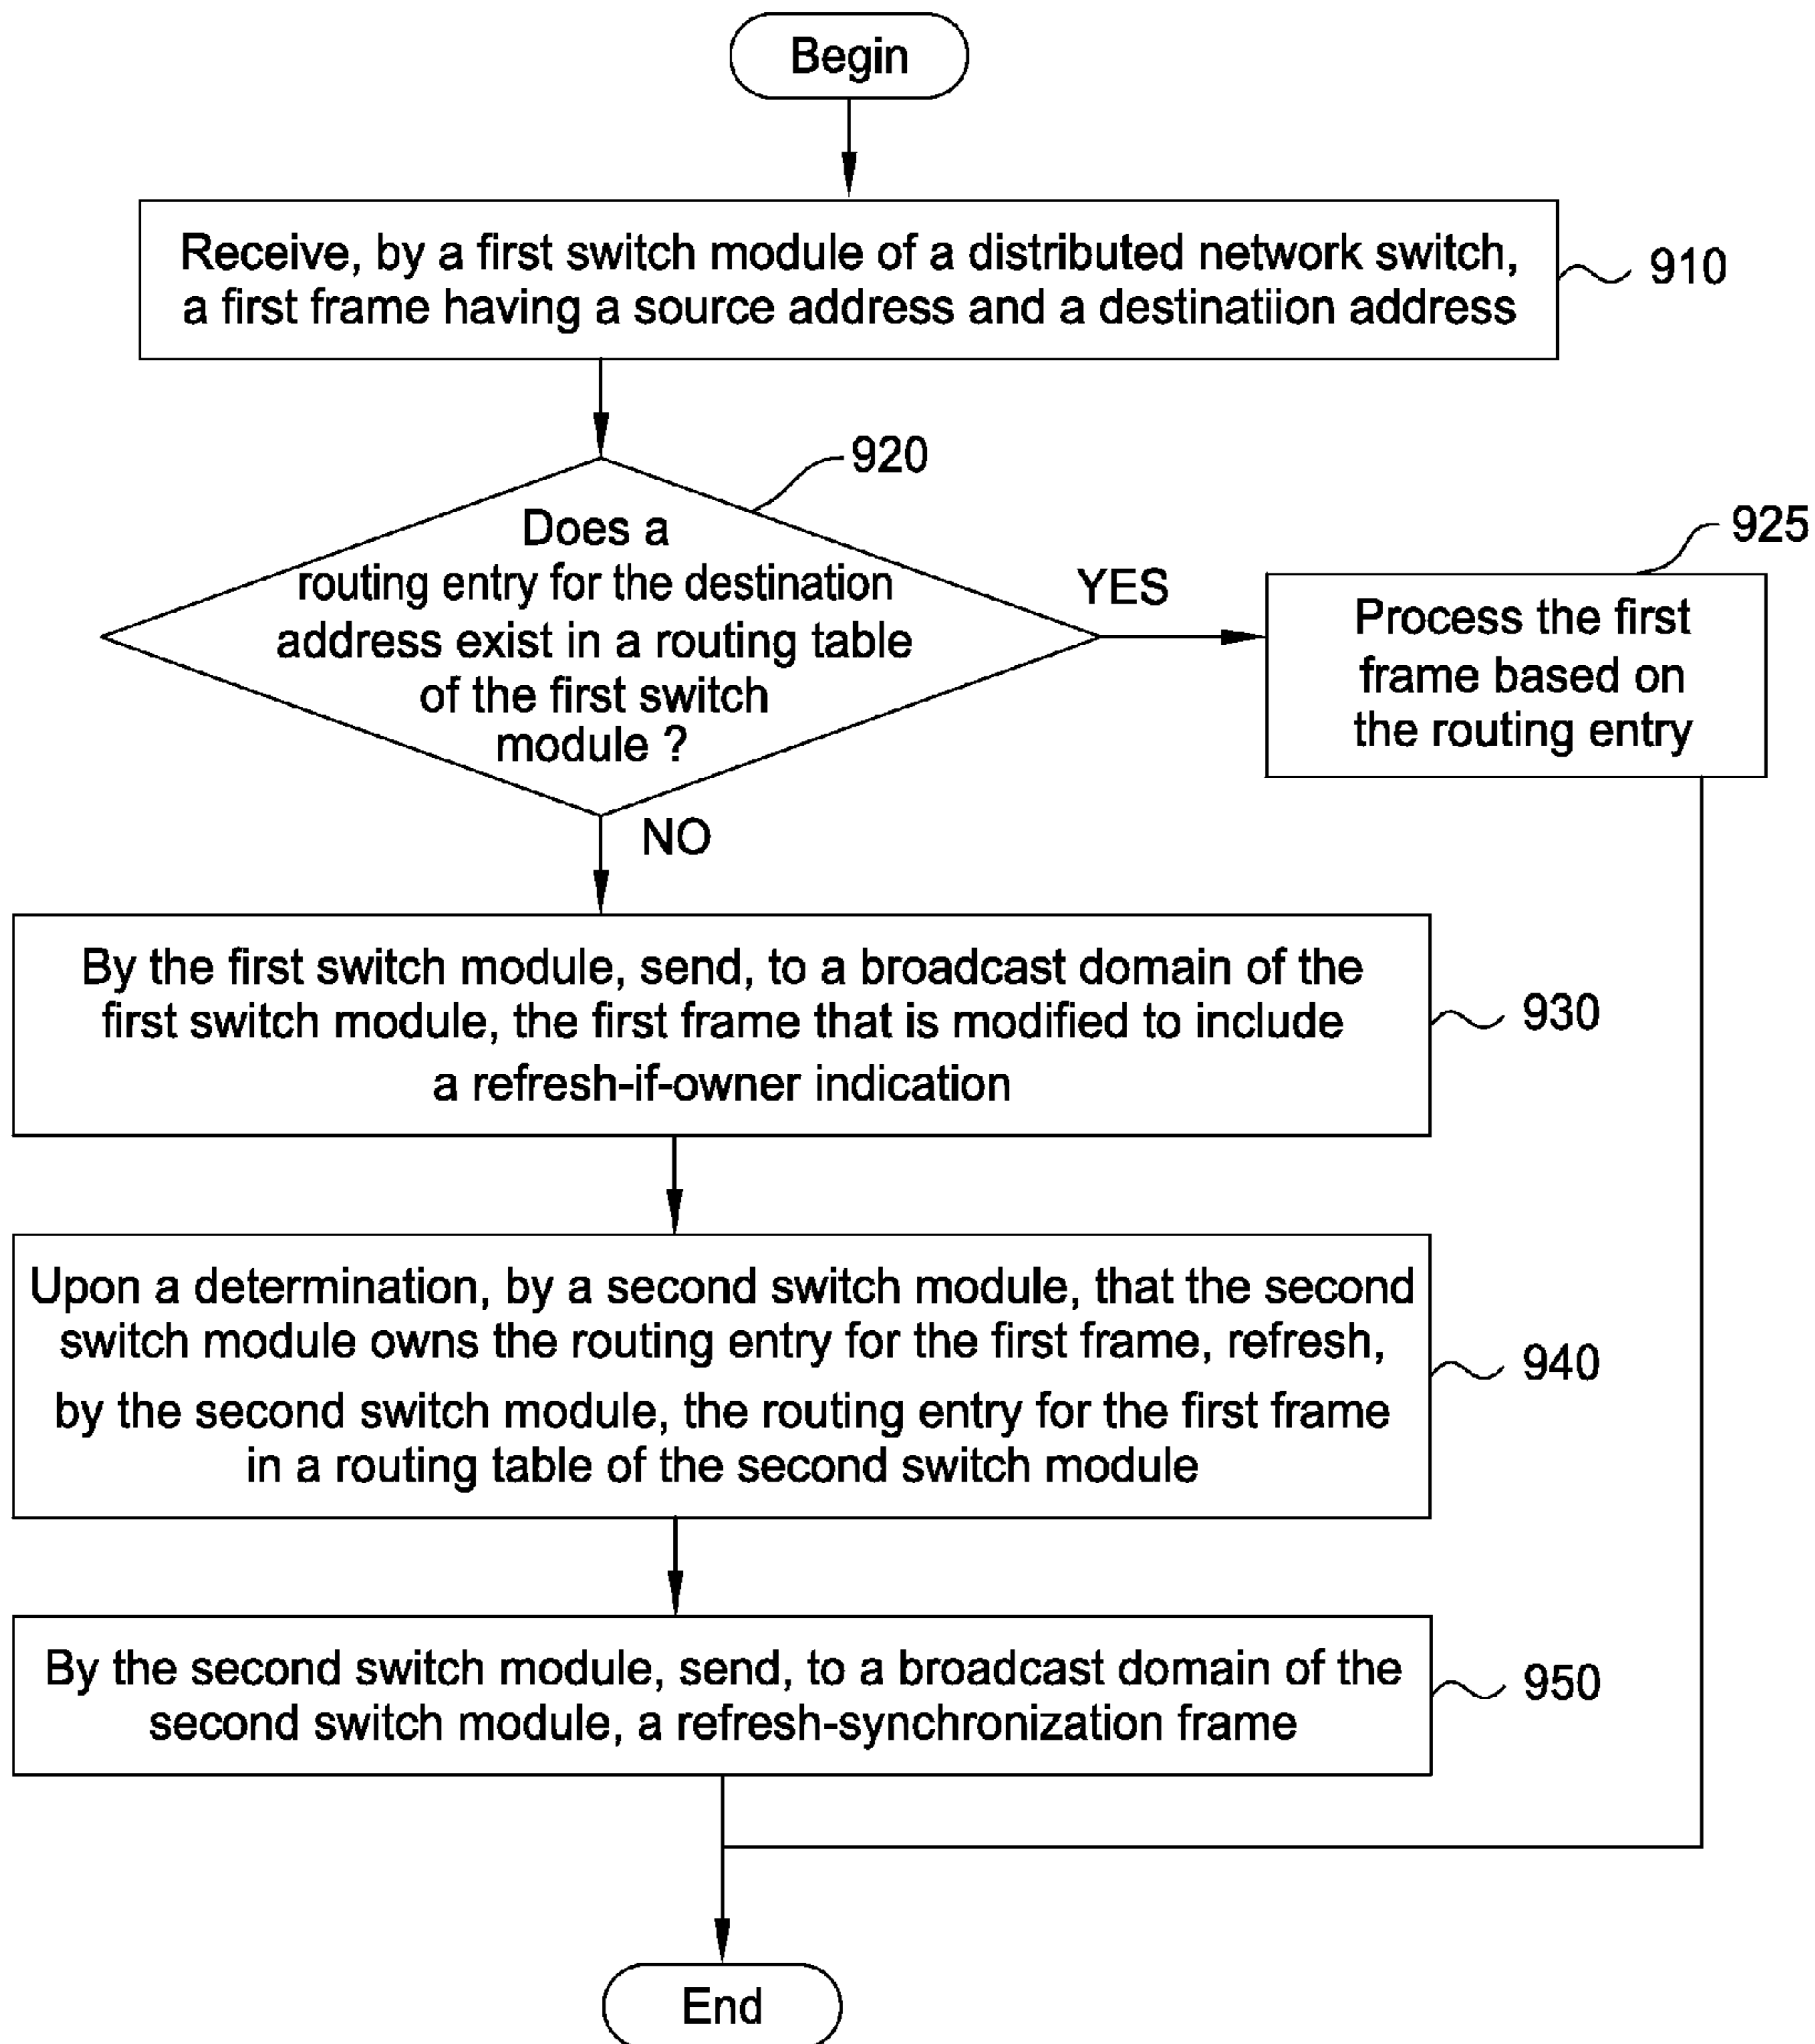 Begin
Receive, by a first switch module of a distributed network switch,
a first frame having a source address and a destinatiion address
910
920
Does a
routing entry for the destination
address exist in a routing table
of the first switch
module ?
YES
925
Process the first
frame based on
the routing entry
NO
By the first switch module, send, to a broadcast domain of the
first switch module, the first frame that is modified to include
a refresh-if-owner indication
930
Upon a determination, by a second switch module, that the second
switch module owns the routing entry for the first frame, refresh,
by the second switch module, the routing entry for the first frame
in a routing table of the second switch module
940
By the second switch module, send, to a broadcast domain of the
second switch module, a refresh-synchronization frame
950
End